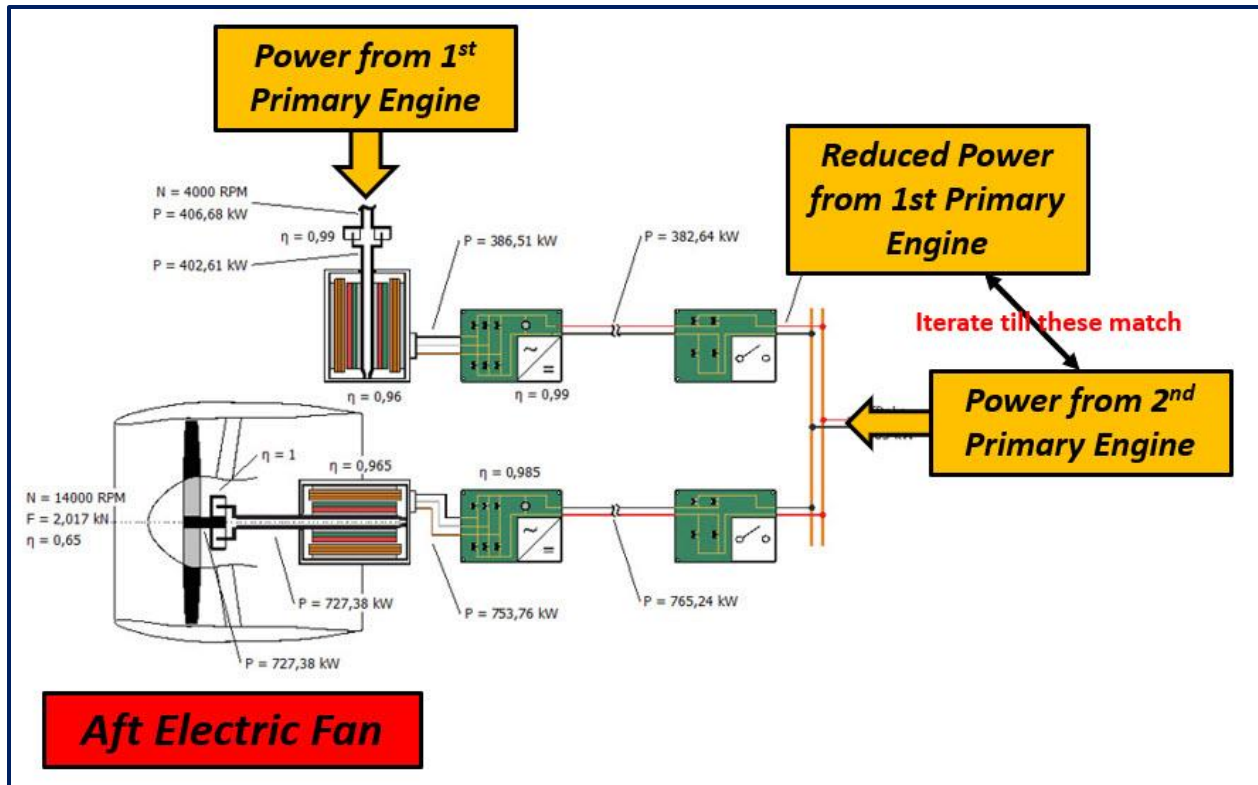 Power from 1st
Primary Engine
N = 4000 RPM
P = 406,68 kW
η = 0,99
P = 402,61 kW
P = 386,51 kW
P = 382,64 kW
Reduced Power
from 1st Primary
Engine
Iterate till these match
η = 0,96
η = 0,99
Power from 2nd
Primary Engine
η = 1
η = 0,965
η = 0,985
N = 14000 RPM
F = 2,017 kN
η = 0,65
P = 727,38 kW
P = 753,76 kW
P = 765,24 kW
P = 727,38 kW
Aft Electric Fan